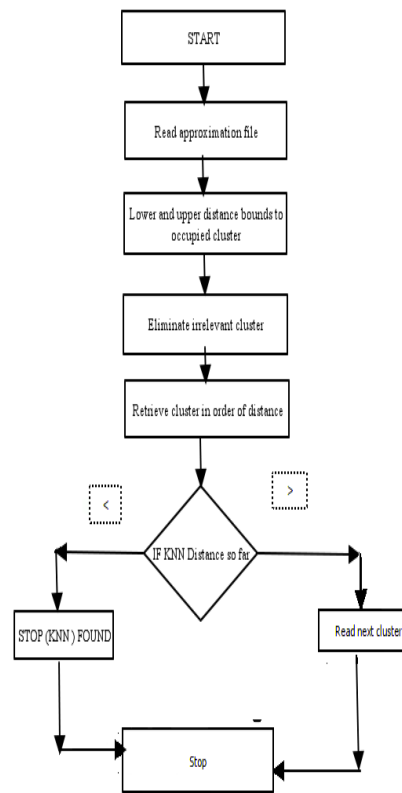 START
Read approximation file
Lower and upper distance bounds to
occupied cluster
Eliminate irrelevant cluster
Retrieve cluster in order of distance
<
>
IF KNN Distance so far
STOP (KNN ) FOUND
Read next cluster
Stop